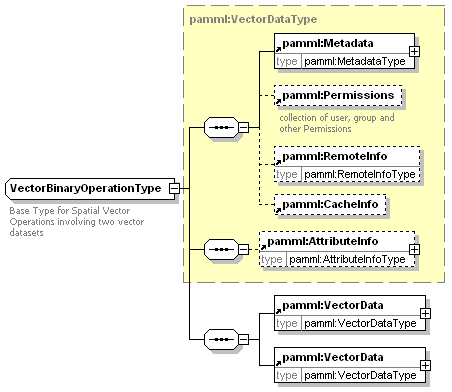 pamml:VectorDataType
pamml:Metadata
type pamml:MetadataType
pamml:Permissions
collection of user, group and
other Permissions
pamml:RemoteInfo
type pamml:RemoteInfoType
VectorBinaryOperationType
Base Type for Spatial Vector
Operations involving two vector
datasets
pamml:CacheInfo
pamml:AttributeInfo
type pamml:AttributeInfoType
pamml:VectorData
type pamml:VectorDataType
pamml:VectorData
type pamml:VectorDataType